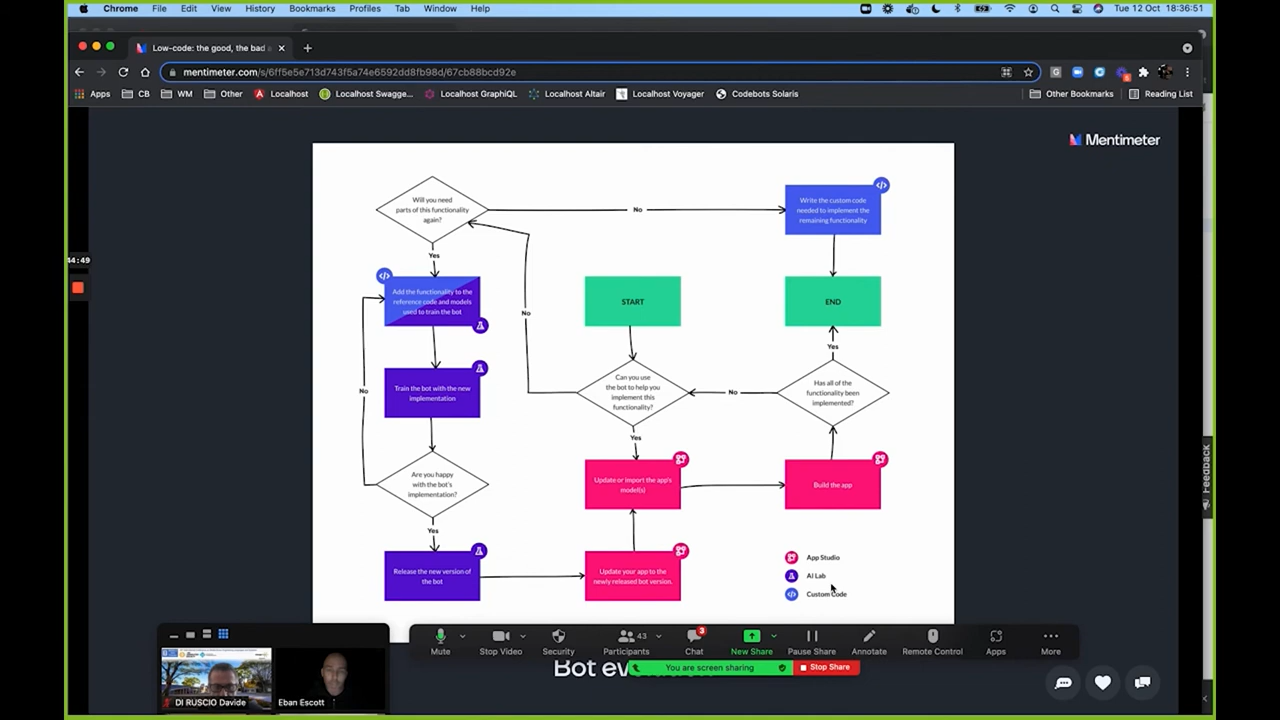 Chrome File Edit View History Bookmarks Profiles Tab Window Help
Tue 12 Oct 18:36:51
Low-code: the good, the bad
mentimeter.com/s/6ff5e5e713d743f5a74e6592dd8fb98d/67cb88bcd92e
Apps CB WM Other Localhost Localhost Swagge... Localhost GraphiQL Localhost Altair Localhost Voyager Codebots Solaris Other Bookmarks Reading List
Mentimeter
Will you need
parts of this functionality
again?
No
Write the custom code
needed to implement the
remaining functionality
Yes
44:49
Add the functionality to the
reference code and models
used to train the bot
No
START
END
Yes
No
Train the bot with the new
implementation
Can you use
the bot to help you
implement this
functionality?
No
Has all of the
functionality been
implemented?
Yes
Are you happy
with the bot's
implementation?
Update or import the app's
model(s)
Build the app
Feedback
Yes
Release the new version of
the bot
Update your app to the
newly released bot version.
App Studio
AI Lab
Custom Code
Mute
Stop Video
Security
43
Participants
3
Chat
New Share
Pause Share
Annotate
Remote Control
Apps
More
You are screen sharing
Stop Share
Bot
DI RUSCIO Davide
Eban Escott